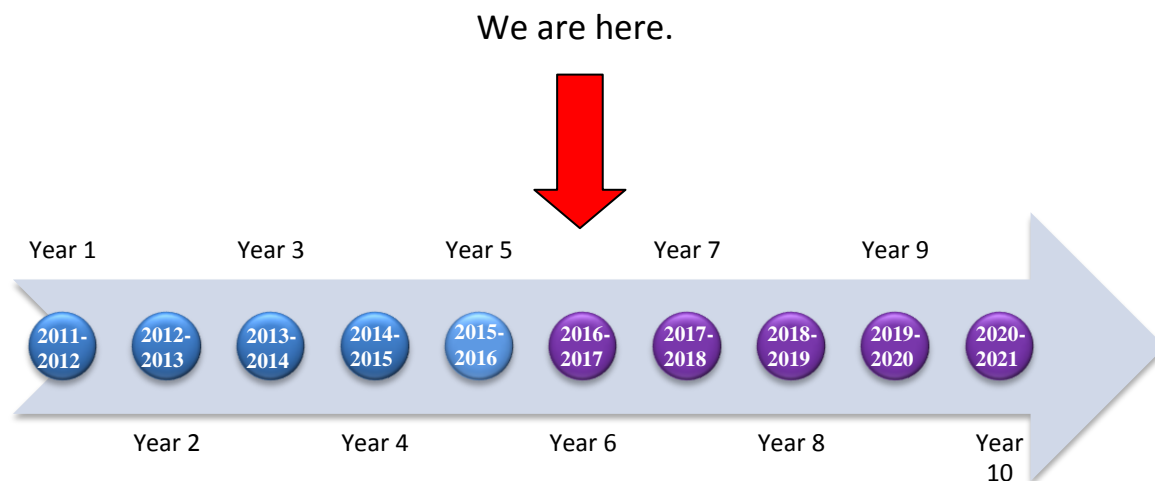 We are here.
Year 1
Year 3
Year 5
Year 7
Year 9
2011-
2012
2012-
2013
2013-
2014
2014-
2015
2015-
2016
2016-
2017
2017-
2018
2018-
2019
2019-
2020
2020-
2021
Year 2
Year 4
Year 6
Year 8
Year
10